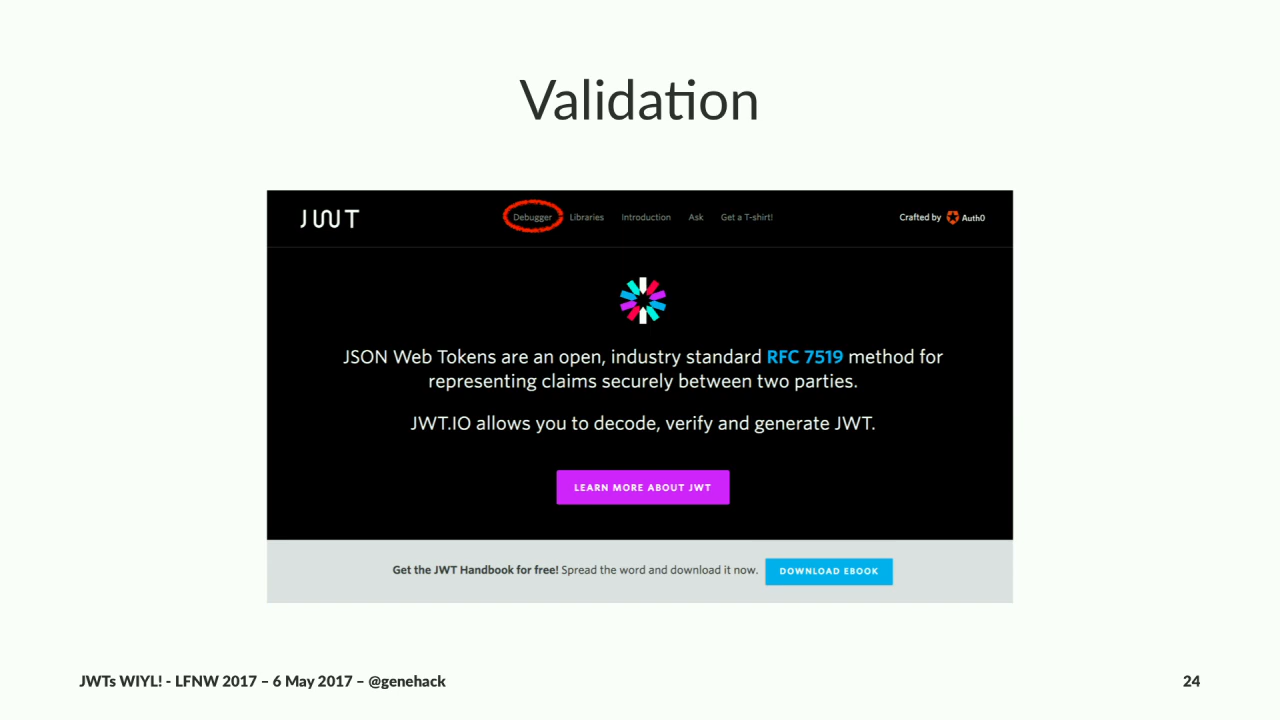 Validation
JWT
Debugger Libraries Introduction Ask Get a T-shirt!
Crafted by Auth0
JSON Web Tokens are an open, industry standard RFC 7519 method for
representing claims securely between two parties.
JWT.IO allows you to decode, verify and generate JWT.
LEARN MORE ABOUT JWT
Get the JWT Handbook for free! Spread the word and download it now.
DOWNLOAD EBOOK
JWTs WIYL! - LFNW 2017 – 6 May 2017 – @genehack
24